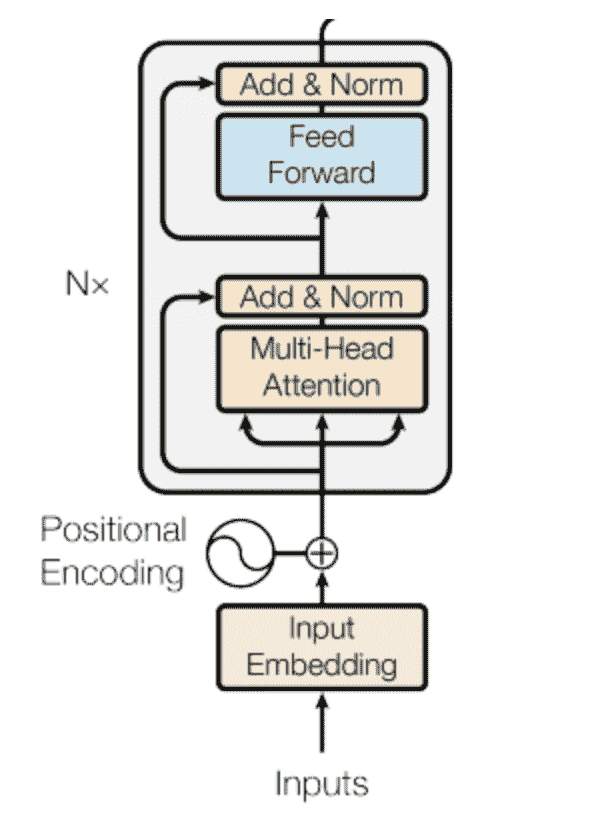 Add & Norm
Feed
Forward
Nx
Add & Norm
Multi-Head
Attention
Positional
Encoding
Input
Embedding
Inputs